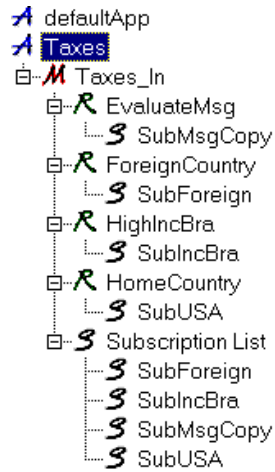 A defaultApp
A Taxes
M Taxes_In
R EvaluateMsg
S SubMsgCopy
R ForeignCountry
S SubForeign
R HighIncBra
S SubIncBra
R HomeCountry
S SubUSA
S Subscription List
S SubForeign
S SubIncBra
S SubMsgCopy
S SubUSA